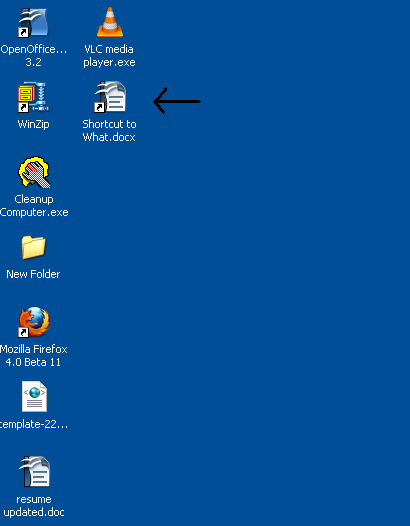 OpenOffice...
3.2
VLC media
player.exe
WinZip
Shortcut to
What.docx
Cleanup
Computer.exe
New Folder
Mozilla Firefox
4.0 Beta 11
template-22...
resume
updated.doc